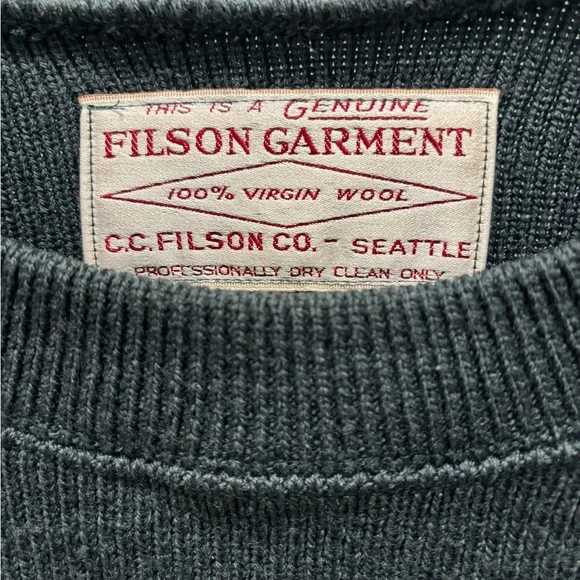 THIS IS A GENUINE
FILSON GARMENT
100% VIRGIN WOOL
C.C. FILSON CO. - SEATTLE
PROFESSIONALLY DRY CLEAN ONLY